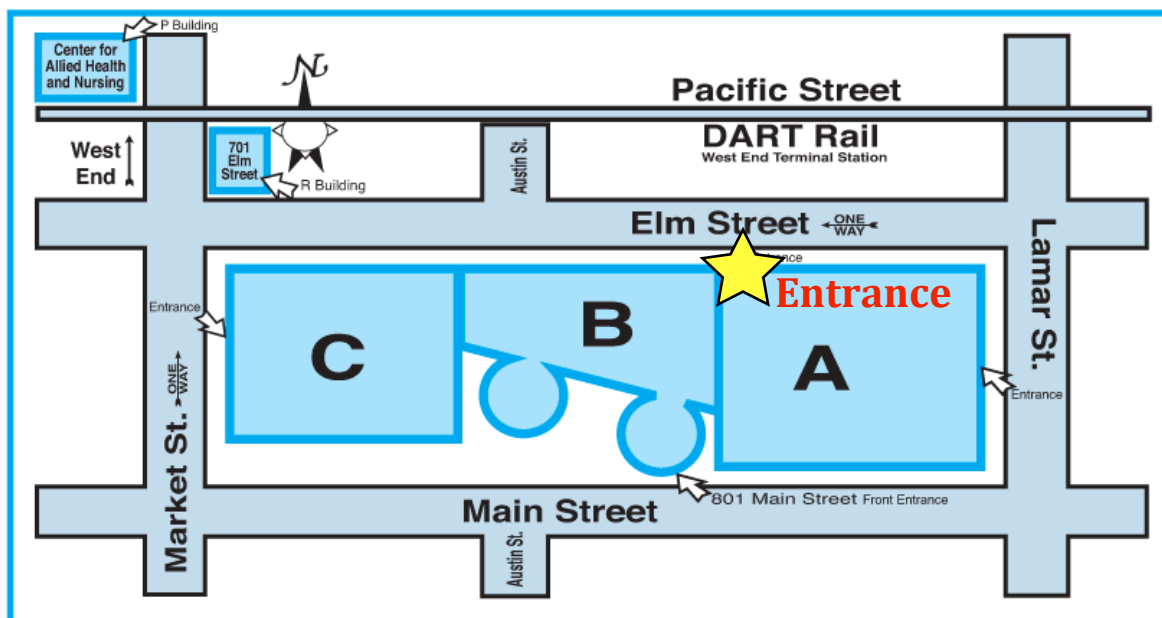 P Building
Center for
Allied Health
and Nursing
N
Pacific Street
DART Rail
West End Terminal Station
West
End
701
Elm
Street
R Building
Austin St.
Elm Street
ONE
WAY
Lamar St.
Entrance
Entrance
C
B
A
Market St.
ONE
WAY
Entrance
801 Main Street Front Entrance
Main Street
Austin St.